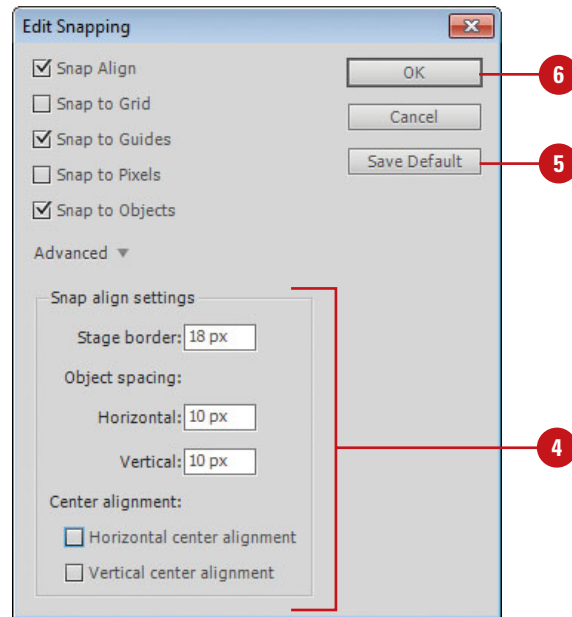 Edit Snapping
Snap Align
OK
6
Snap to Grid
Cancel
Snap to Guides
Save Default
5
Snap to Pixels
Snap to Objects
Advanced
Snap align settings
Stage border: 18 px
Object spacing:
Horizontal: 10 px
4
Vertical: 10 px
Center alignment:
Horizontal center alignment
Vertical center alignment